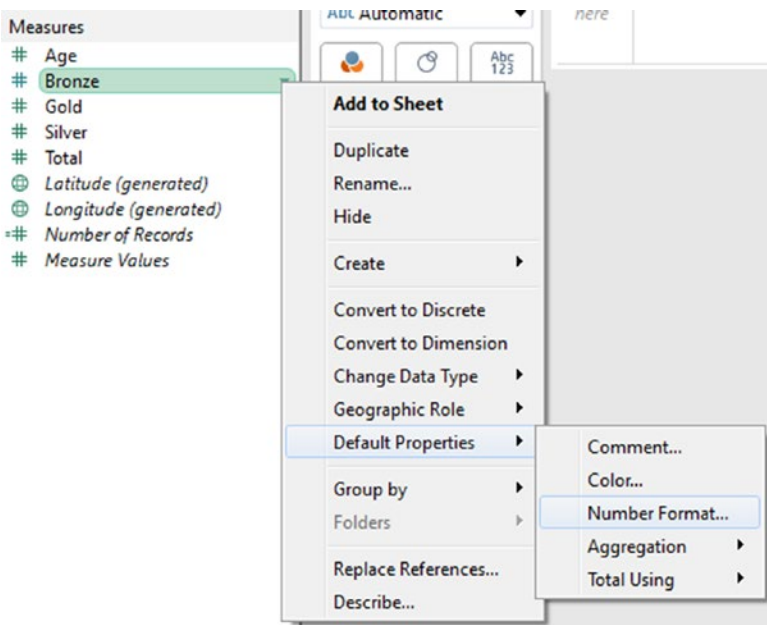 Measures
Age
Bronze
Gold
Silver
Total
Latitude (generated)
Longitude (generated)
Number of Records
Measure Values
Abc Automatic
Abc
123
here
Add to Sheet
Duplicate
Rename...
Hide
Create
Convert to Discrete
Convert to Dimension
Change Data Type
Geographic Role
Default Properties
Group by
Folders
Replace References...
Describe...
Comment...
Color...
Number Format...
Aggregation
Total Using